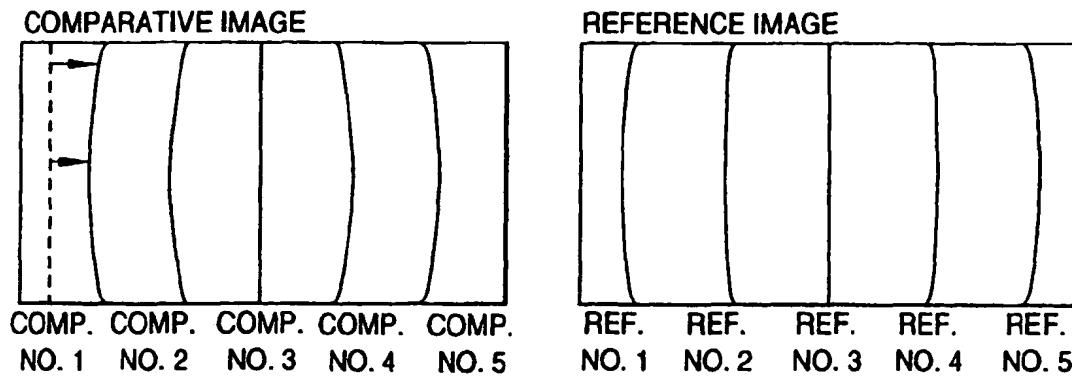 COMPARATIVE IMAGE
REFERENCE IMAGE
COMP. NO. 1
COMP. NO. 2
COMP. NO. 3
COMP. NO. 4
COMP. NO. 5
REF. NO. 1
REF. NO. 2
REF. NO. 3
REF. NO. 4
REF. NO. 5